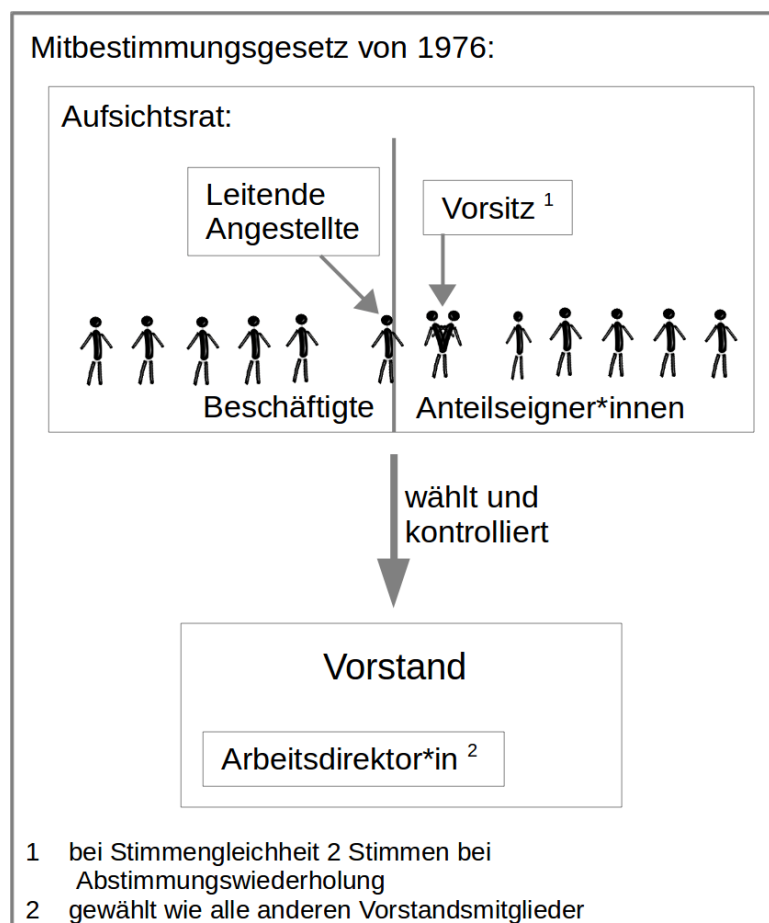 Mitbestimmungsgesetz von 1976:
Aufsichtsrat:
Leitende
Angestellte
Vorsitz 1
Beschäftigte
Anteilseigner*innen
wählt und
kontrolliert
Vorstand
Arbeitsdirektor*in 2
1 bei Stimmengleichheit 2 Stimmen bei
Abstimmungswiederholung
2 gewählt wie alle anderen Vorstandsmitglieder